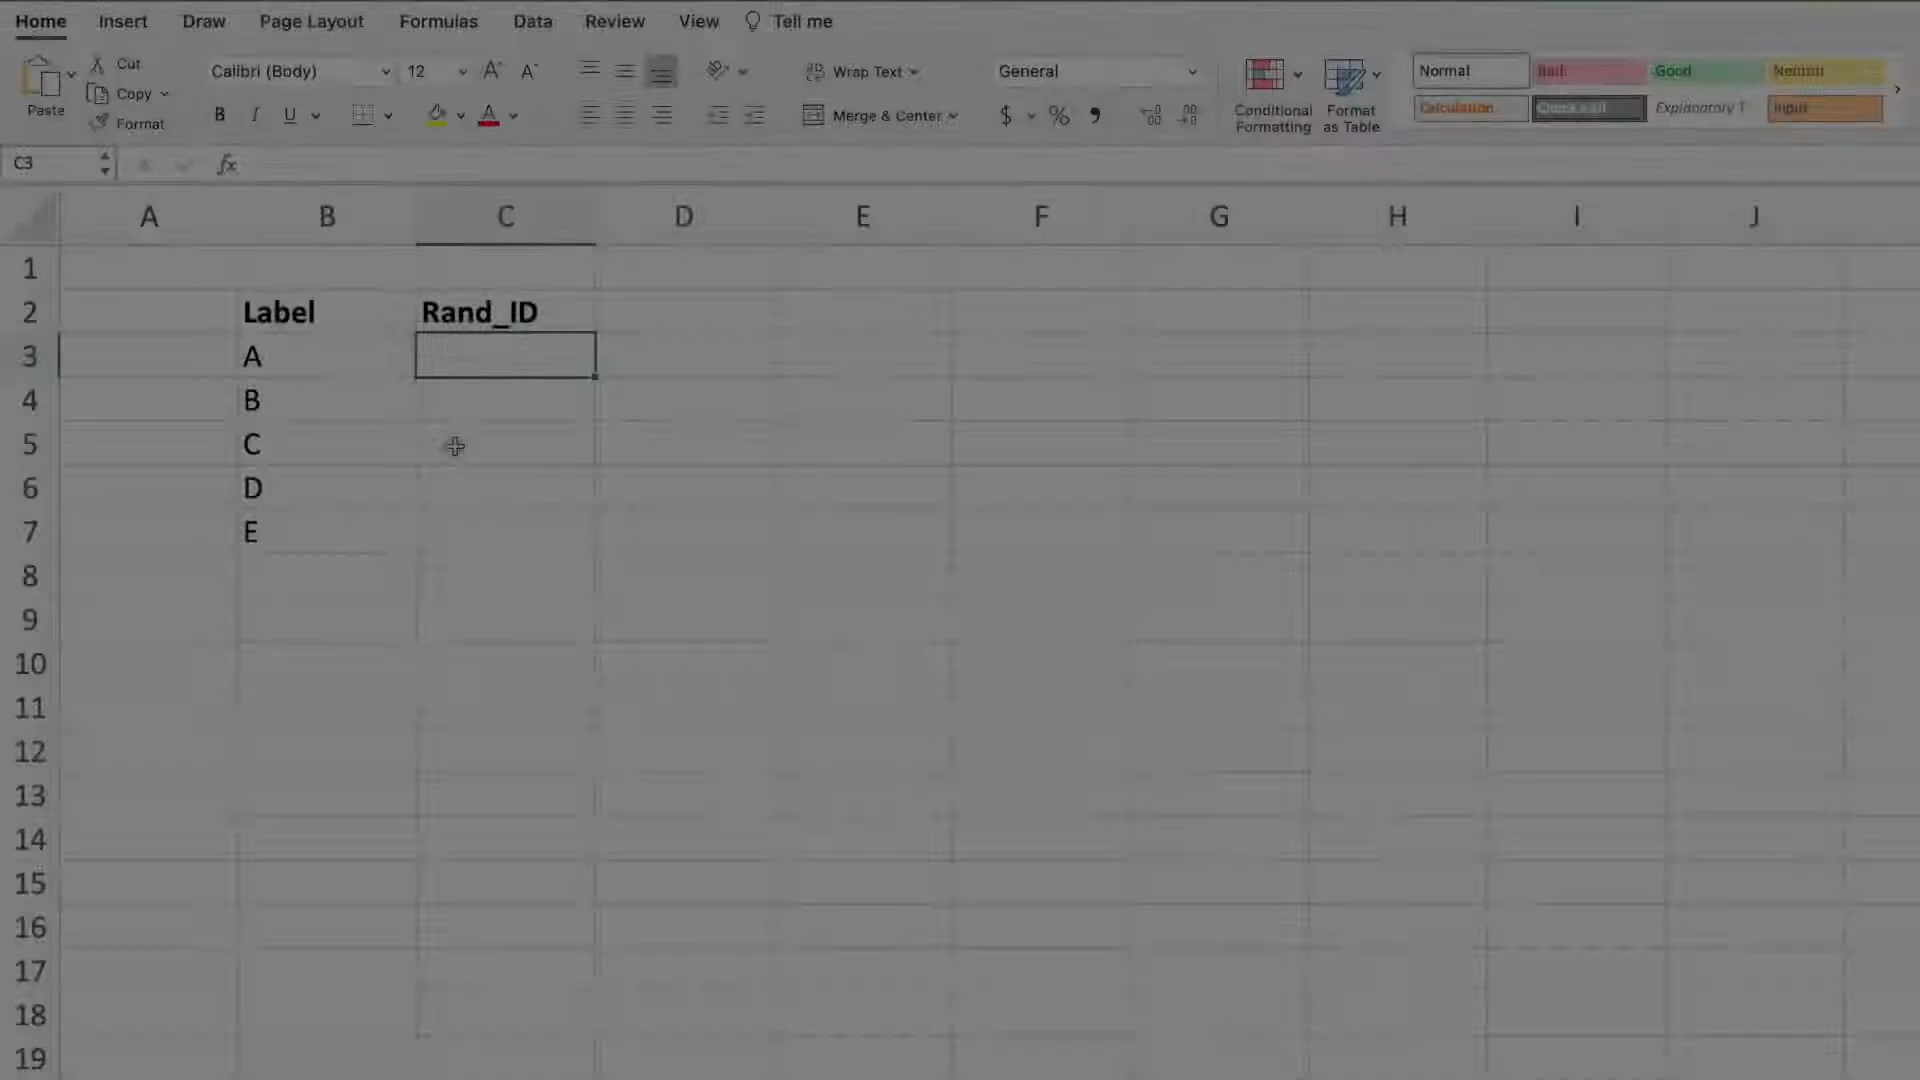 Home Insert Draw Page Layout Formulas Data Review View Tell me
Cut
Calibri (Body) 12 A A Wrap Text General Normal Bad Good Neutral
Copy
Paste Format B I U A Merge & Center $ % Conditional Formatting Format as Table Calculation Check Cell Explanatory T Input
C3 fx
A B C D E F G H I J
1
2 Label Rand_ID
3 A
4 B
5 C
6 D
7 E
8
9
10
11
12
13
14
15
16
17
18
19